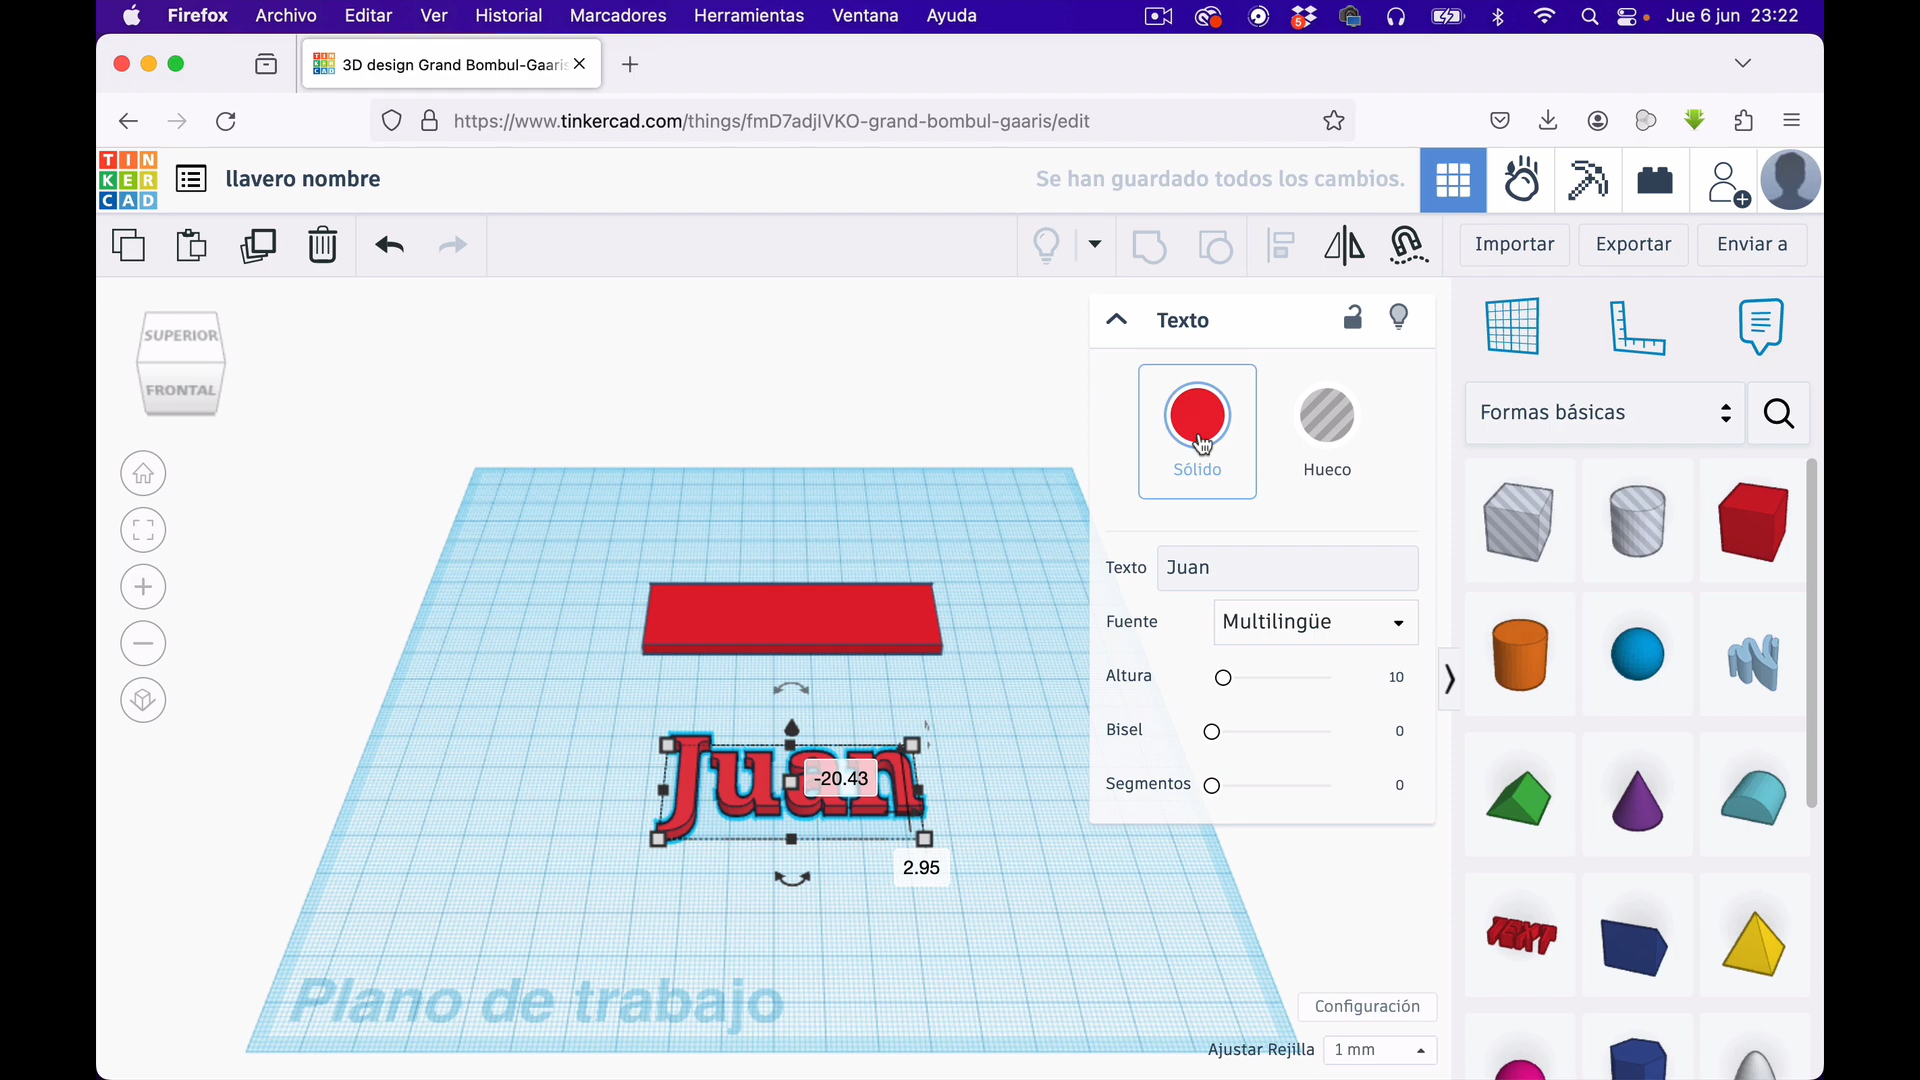 Firefox Archivo Editar Ver Historial Marcadores Herramientas Ventana Ayuda 5 Jue 6 jun 23:22
3D design Grand Bombul-Gaaris
https://www.tinkercad.com/things/fmD7adjlVKO-grand-bombul-gaaris/edit
TIN
KER
CAD
llavero nombre
Se han guardado todos los cambios.
Importar
Exportar
Enviar a
SUPERIOR
FRONTAL
Texto
Sólido
Hueco
Texto Juan
Fuente Multilingüe
Altura 10
Bisel 0
Segmentos 0
Formas básicas
TEXT
Juan
-20.43
2.95
Plano de trabajo
Configuración
Ajustar Rejilla 1 mm